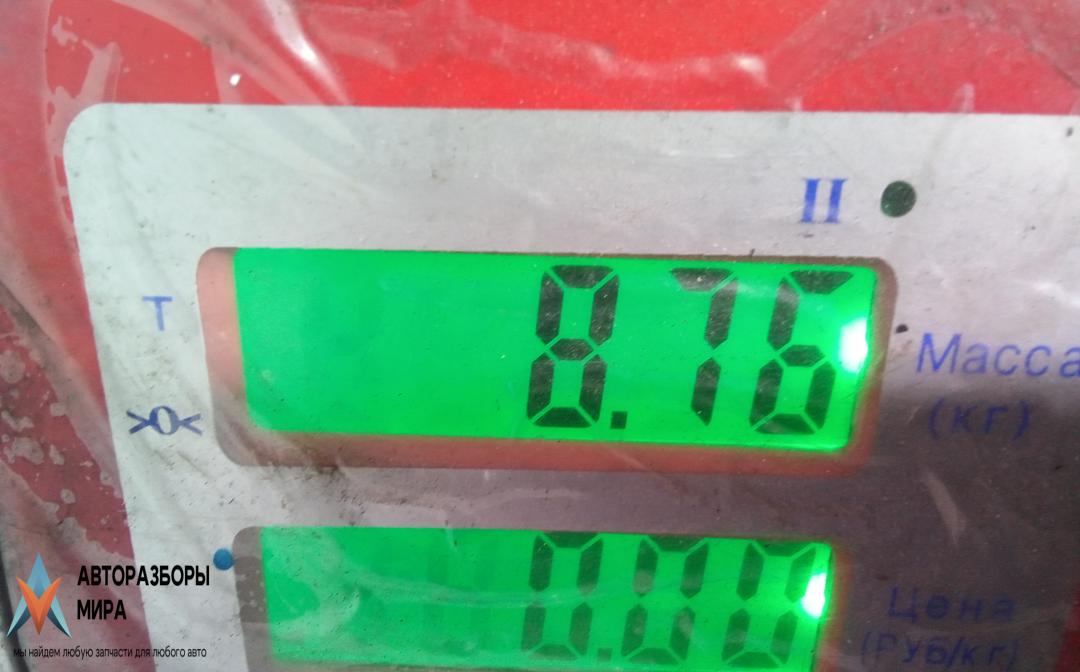 II
8.76
T
Масса
(кг)
>0<
0.00
Цена
(РУБ/кг)
АВТОРАЗБОРЫ
МИРА
мы найдем любую запчасти для любого авто